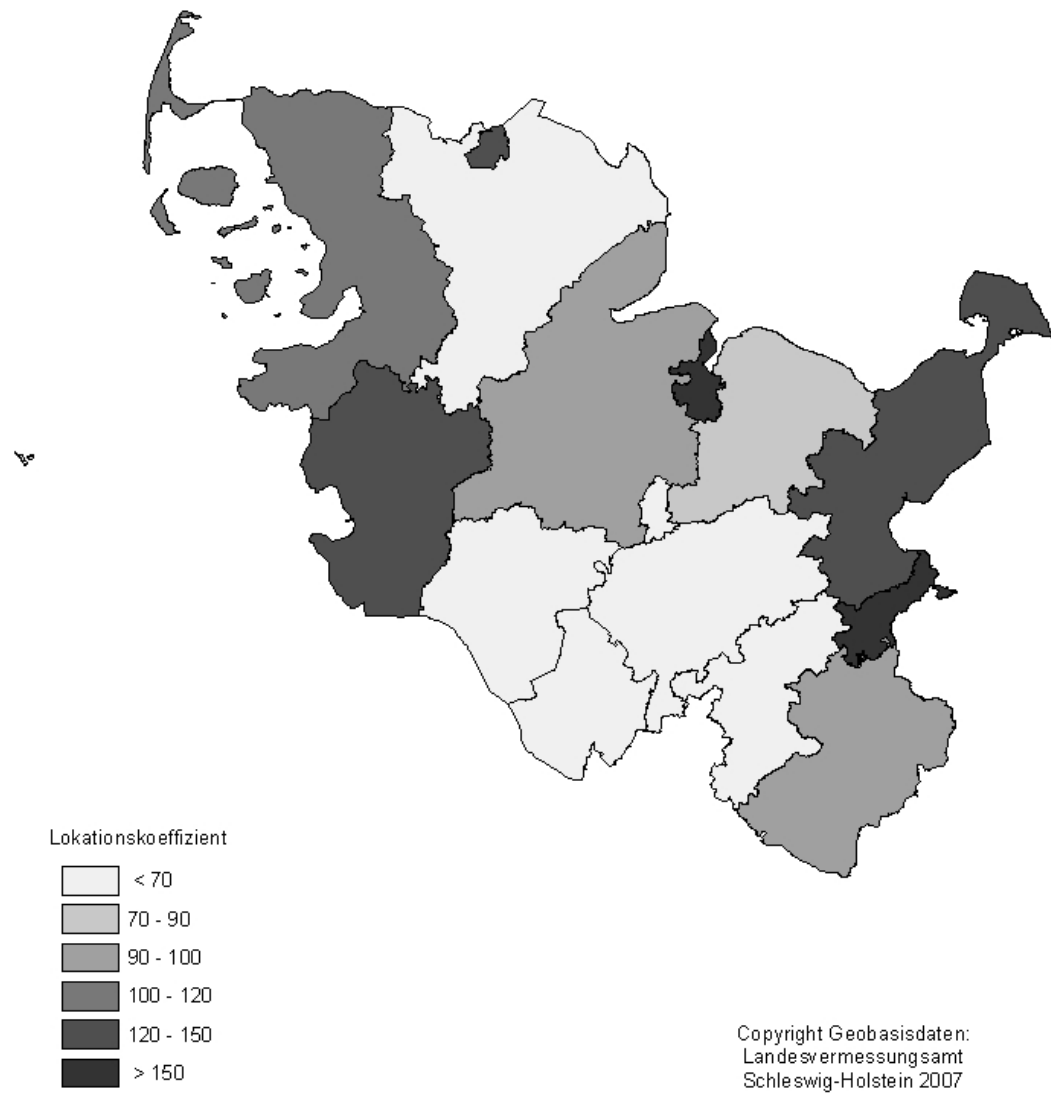 Lokationskoeffizient
< 70
70 - 90
90 - 100
100 - 120
120 - 150
> 150
Copyright Geobasisdaten:
Landesvermessungsamt
Schleswig-Holstein 2007